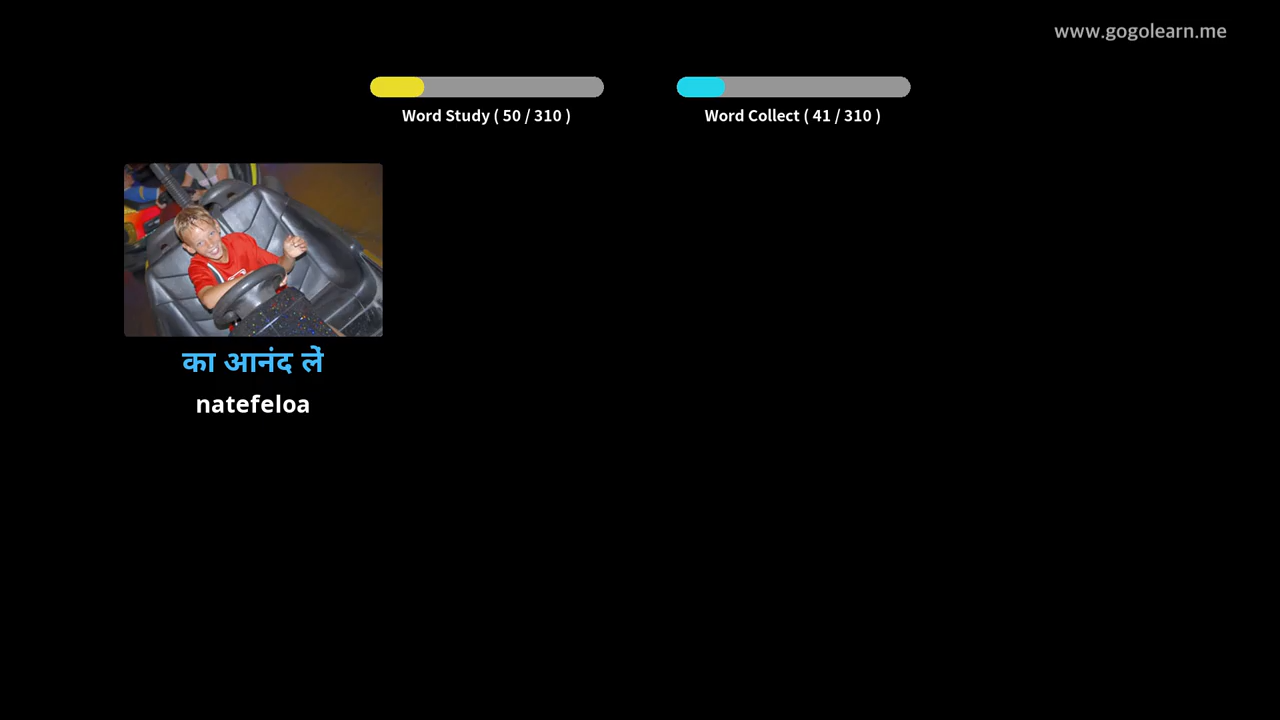 www.gogolearn.me
Word Study ( 50 / 310 )
Word Collect ( 41 / 310 )
का आनंद लें
natefeloa